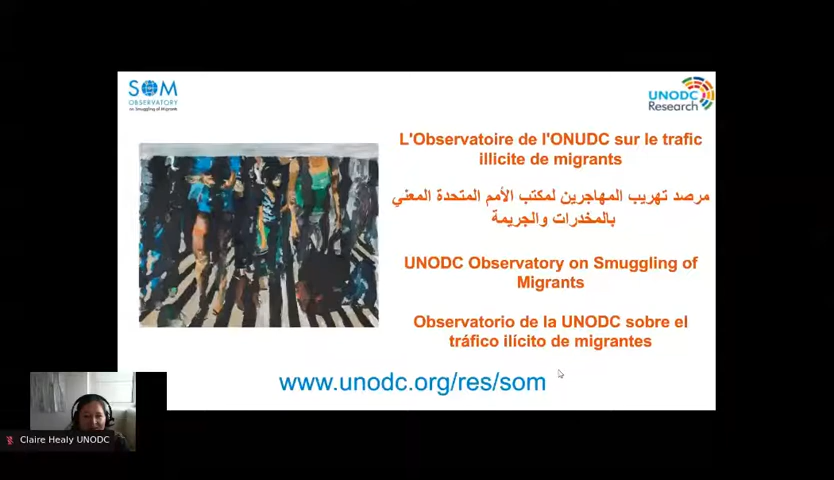 SOM
OBSERVATORY
on Smuggling of Migrants
UNODC
Research
L'Observatoire de l'ONUDC sur le trafic
illicite de migrants
مرصد تهريب المهاجرين لمكتب الأمم المتحدة المعني
بالمخدرات والجريمة
UNODC Observatory on Smuggling of
Migrants
Observatorio de la UNODC sobre el
tráfico ilícito de migrantes
www.unodc.org/res/som
Claire Healy UNODC